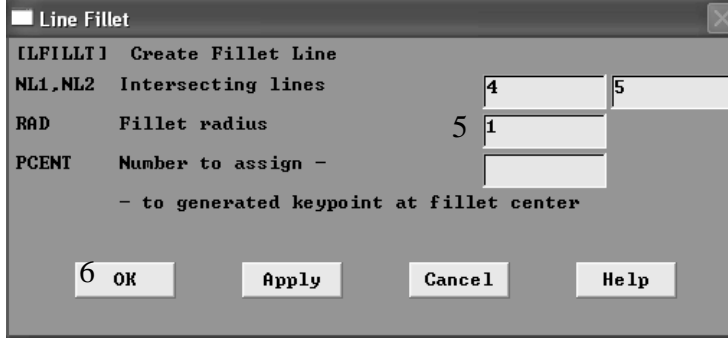 Line Fillet
[LFILLT] Create Fillet Line
NL1,NL2 Intersecting lines 4 5
RAD Fillet radius 5 1
PCENT Number to assign -
- to generated keypoint at fillet center
6 OK Apply Cancel Help